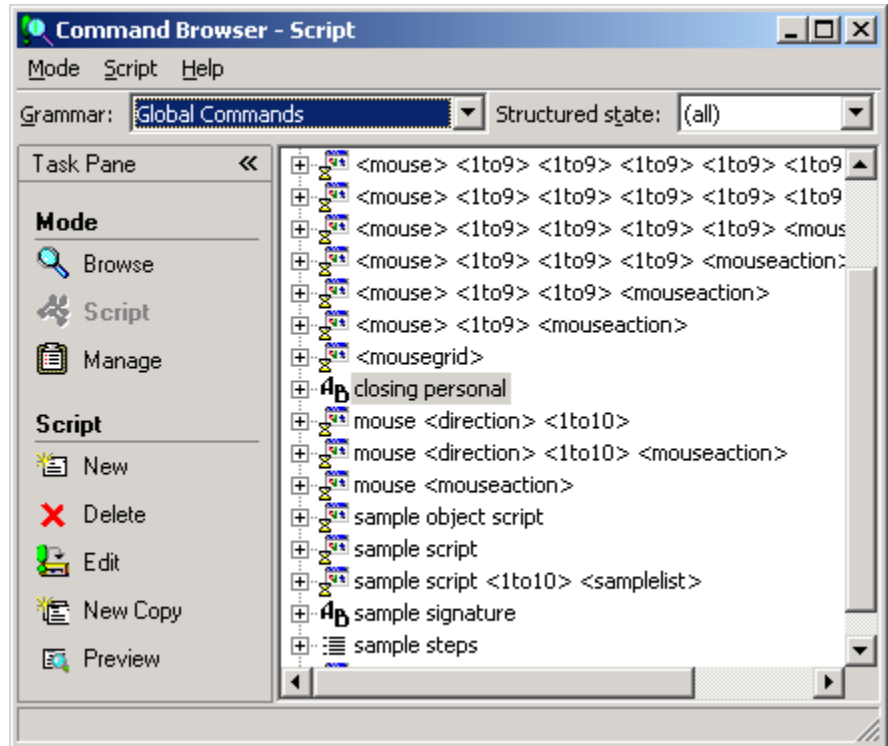 Command Browser - Script
Mode Script Help
Grammar: Global Commands Structured state: (all)
Task Pane
Mode
Browse
Script
Manage
Script
New
Delete
Edit
New Copy
Preview
<mouse> <1to9> <1to9> <1to9> <1to9> <1to9
<mouse> <1to9> <1to9> <1to9> <1to9> <1to9
<mouse> <1to9> <1to9> <1to9> <1to9> <mous
<mouse> <1to9> <1to9> <1to9> <mouseaction>
<mouse> <1to9> <1to9> <mouseaction>
<mouse> <1to9> <mouseaction>
<mousegrid>
closing personal
mouse <direction> <1to10>
mouse <direction> <1to10> <mouseaction>
mouse <mouseaction>
sample object script
sample script
sample script <1to10> <samplelist>
sample signature
sample steps